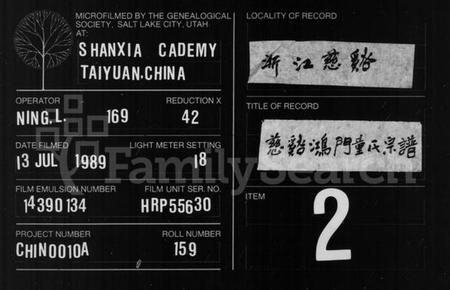 MICROFILMED BY THE GENEALOGICAL
SOCIETY, SALT LAKE CITY, UTAH
AT:
SHANXIA CADEMY
TAIYUAN.CHINA
OPERATOR
REDUCTION X
NING.L. 169
42
DATE FILMED
LIGHT METER SETTING
13 JUL 1989
18
FILM EMULSION NUMBER
FILM UNIT SER. NO.
14390134
HRP55630
PROJECT NUMBER
ROLL NUMBER
CHIN0010A
159
LOCALITY OF RECORD
浙江慈谿
TITLE OF RECORD
慈谿鴻門童氏宗譜
ITEM
2
FamilySearch